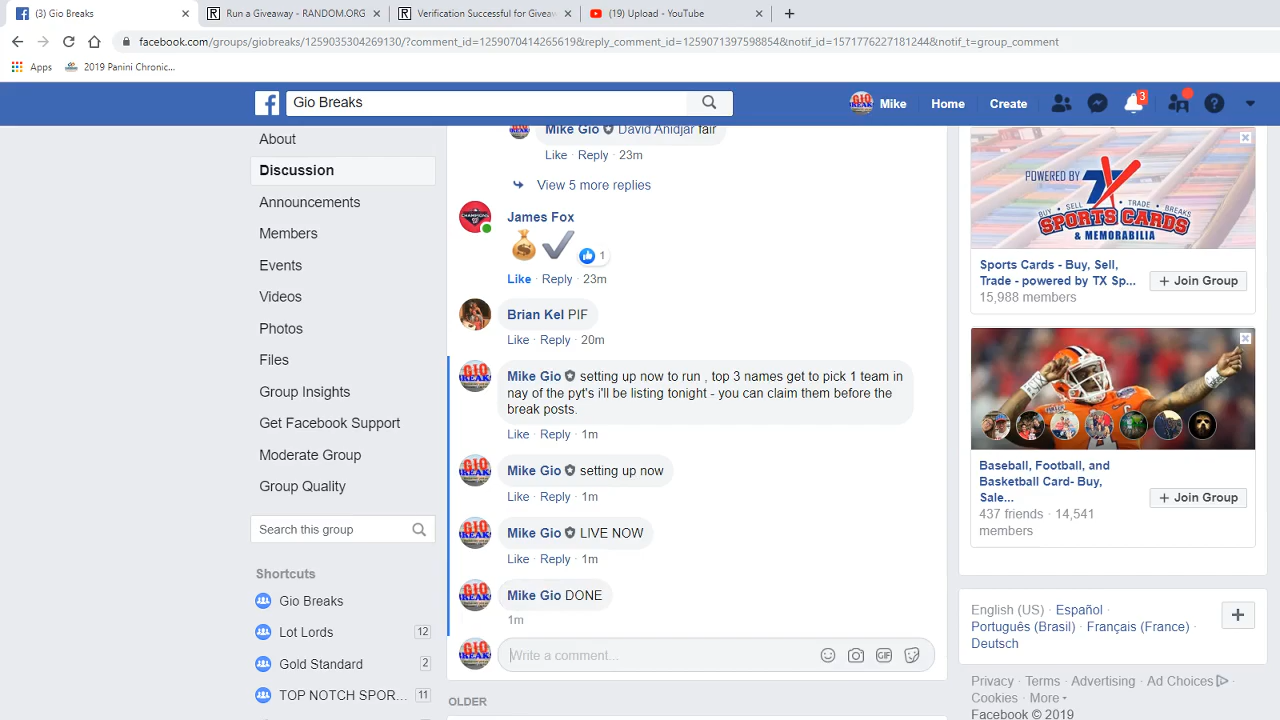 (3) Facebook
Run a Giveaway - RANDOM.ORG
Verification Successful for Giveaw
(19) Upload - YouTube
facebook.com/groups/giobreaks/1259035304269130/?comment_id=1259070414265619&reply_comment_id=1259071397598854&notif_id=1571776227181244&notif_t=group_comment
Apps
2019 Panini Chronic...
Gio Breaks
Mike
Home
Create
3
About
Discussion
Announcements
Members
Events
Videos
Photos
Files
Group Insights
Get Facebook Support
Moderate Group
Group Quality
Search this group
Shortcuts
Gio Breaks
Lot Lords 12
Gold Standard 2
TOP NOTCH SPOR... 11
Mike Gio David Anidjar fair
Like · Reply · 23m
View 5 more replies
James Fox
1
Like · Reply · 23m
Brian Kel PIF
Like · Reply · 20m
Mike Gio setting up now to run , top 3 names get to pick 1 team in
nay of the pyt's i'll be listing tonight - you can claim them before the
break posts.
Like · Reply · 1m
Mike Gio setting up now
Like · Reply · 1m
Mike Gio LIVE NOW
Like · Reply · 1m
Mike Gio DONE
1m
Write a comment...
GIF
OLDER
POWERED BY
TX
BUY · SELL · TRADE · BREAKS
SPORTS CARDS
& MEMORABILIA
Sports Cards - Buy, Sell,
Trade - powered by TX Sp...
15,988 members
+ Join Group
Baseball, Football, and
Basketball Card- Buy,
Sale...
437 friends · 14,541
members
+ Join Group
English (US) · Español ·
Português (Brasil) · Français (France) ·
Deutsch
Privacy · Terms · Advertising · Ad Choices ·
Cookies · More
Facebook © 2019